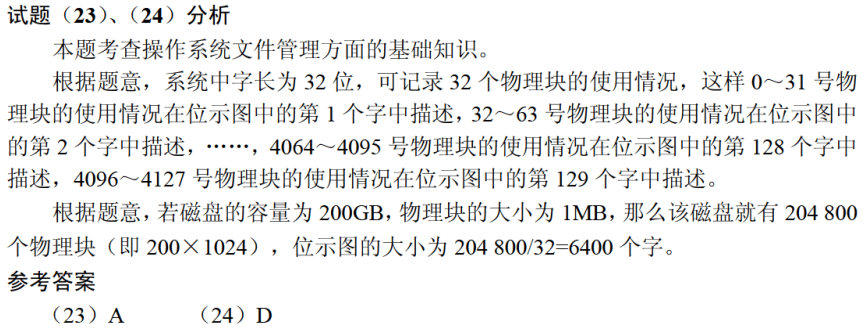 试题（23）、（24）分析
本题考查操作系统文件管理方面的基础知识。
根据题意，系统中字长为 32 位，可记录 32 个物理块的使用情况，这样 0～31 号物
理块的使用情况在位示图中的第 1 个字中描述，32～63 号物理块的使用情况在位示图中
的第 2 个字中描述，……，4064～4095 号物理块的使用情况在位示图中的第 128 个字中
描述，4096～4127 号物理块的使用情况在位示图中的第 129 个字中描述。
根据题意，若磁盘的容量为 200GB，物理块的大小为 1MB，那么该磁盘就有 204 800
个物理块（即 200×1024），位示图的大小为 204 800/32=6400 个字。
参考答案
（23）A （24）D